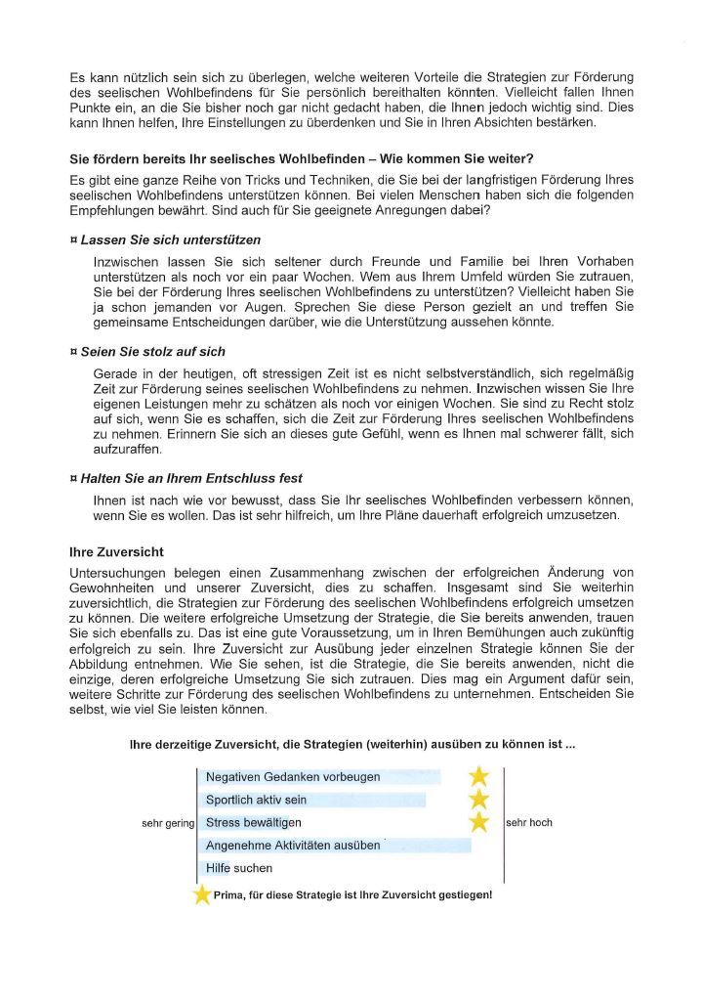 Es kann nützlich sein sich zu überlegen, welche weiteren Vorteile die Strategien zur Förderung
des seelischen Wohlbefindens für Sie persönlich bereithalten könnten. Vielleicht fallen Ihnen
Punkte ein, an die Sie bisher noch gar nicht gedacht haben, die Ihnen jedoch wichtig sind. Dies
kann Ihnen helfen, Ihre Einstellungen zu überdenken und Sie in Ihren Absichten bestärken.
Sie fördern bereits Ihr seelisches Wohlbefinden – Wie kommen Sie weiter?
Es gibt eine ganze Reihe von Tricks und Techniken, die Sie bei der langfristigen Förderung Ihres
seelischen Wohlbefindens unterstützen können. Bei vielen Menschen haben sich die folgenden
Empfehlungen bewährt. Sind auch für Sie geeignete Anregungen dabei?
¤ Lassen Sie sich unterstützen
Inzwischen lassen Sie sich seltener durch Freunde und Familie bei Ihren Vorhaben
unterstützen als noch vor ein paar Wochen. Wem aus Ihrem Umfeld würden Sie zutrauen,
Sie bei der Förderung Ihres seelischen Wohlbefindens zu unterstützen? Vielleicht haben Sie
ja schon jemanden vor Augen. Sprechen Sie diese Person gezielt an und treffen Sie
gemeinsame Entscheidungen darüber, wie die Unterstützung aussehen könnte.
¤ Seien Sie stolz auf sich
Gerade in der heutigen, oft stressigen Zeit ist es nicht selbstverständlich, sich regelmäßig
Zeit zur Förderung seines seelischen Wohlbefindens zu nehmen. Inzwischen wissen Sie Ihre
eigenen Leistungen mehr zu schätzen als noch vor einigen Wochen. Sie sind zu Recht stolz
auf sich, wenn Sie es schaffen, sich die Zeit zur Förderung Ihres seelischen Wohlbefindens
zu nehmen. Erinnern Sie sich an dieses gute Gefühl, wenn es Ihnen mal schwerer fällt, sich
aufzuraffen.
¤ Halten Sie an Ihrem Entschluss fest
Ihnen ist nach wie vor bewusst, dass Sie Ihr seelisches Wohlbefinden verbessern können,
wenn Sie es wollen. Das ist sehr hilfreich, um Ihre Pläne dauerhaft erfolgreich umzusetzen.
Ihre Zuversicht
Untersuchungen belegen einen Zusammenhang zwischen der erfolgreichen Änderung von
Gewohnheiten und unserer Zuversicht, dies zu schaffen. Insgesamt sind Sie weiterhin
zuversichtlich, die Strategien zur Förderung des seelischen Wohlbefindens erfolgreich umsetzen
zu können. Die weitere erfolgreiche Umsetzung der Strategie, die Sie bereits anwenden, trauen
Sie sich ebenfalls zu. Das ist eine gute Voraussetzung, um in Ihren Bemühungen auch zukünftig
erfolgreich zu sein. Ihre Zuversicht zur Ausübung jeder einzelnen Strategie können Sie der
Abbildung entnehmen. Wie Sie sehen, ist die Strategie, die Sie bereits anwenden, nicht die
einzige, deren erfolgreiche Umsetzung Sie sich zutrauen. Dies mag ein Argument dafür sein,
weitere Schritte zur Förderung des seelischen Wohlbefindens zu unternehmen. Entscheiden Sie
selbst, wie viel Sie leisten können.
Ihre derzeitige Zuversicht, die Strategien (weiterhin) ausüben zu können ist ...
Negativen Gedanken vorbeugen
Sportlich aktiv sein
sehr gering Stress bewältigen sehr hoch
Angenehme Aktivitäten ausüben
Hilfe suchen
Prima, für diese Strategie ist Ihre Zuversicht gestiegen!